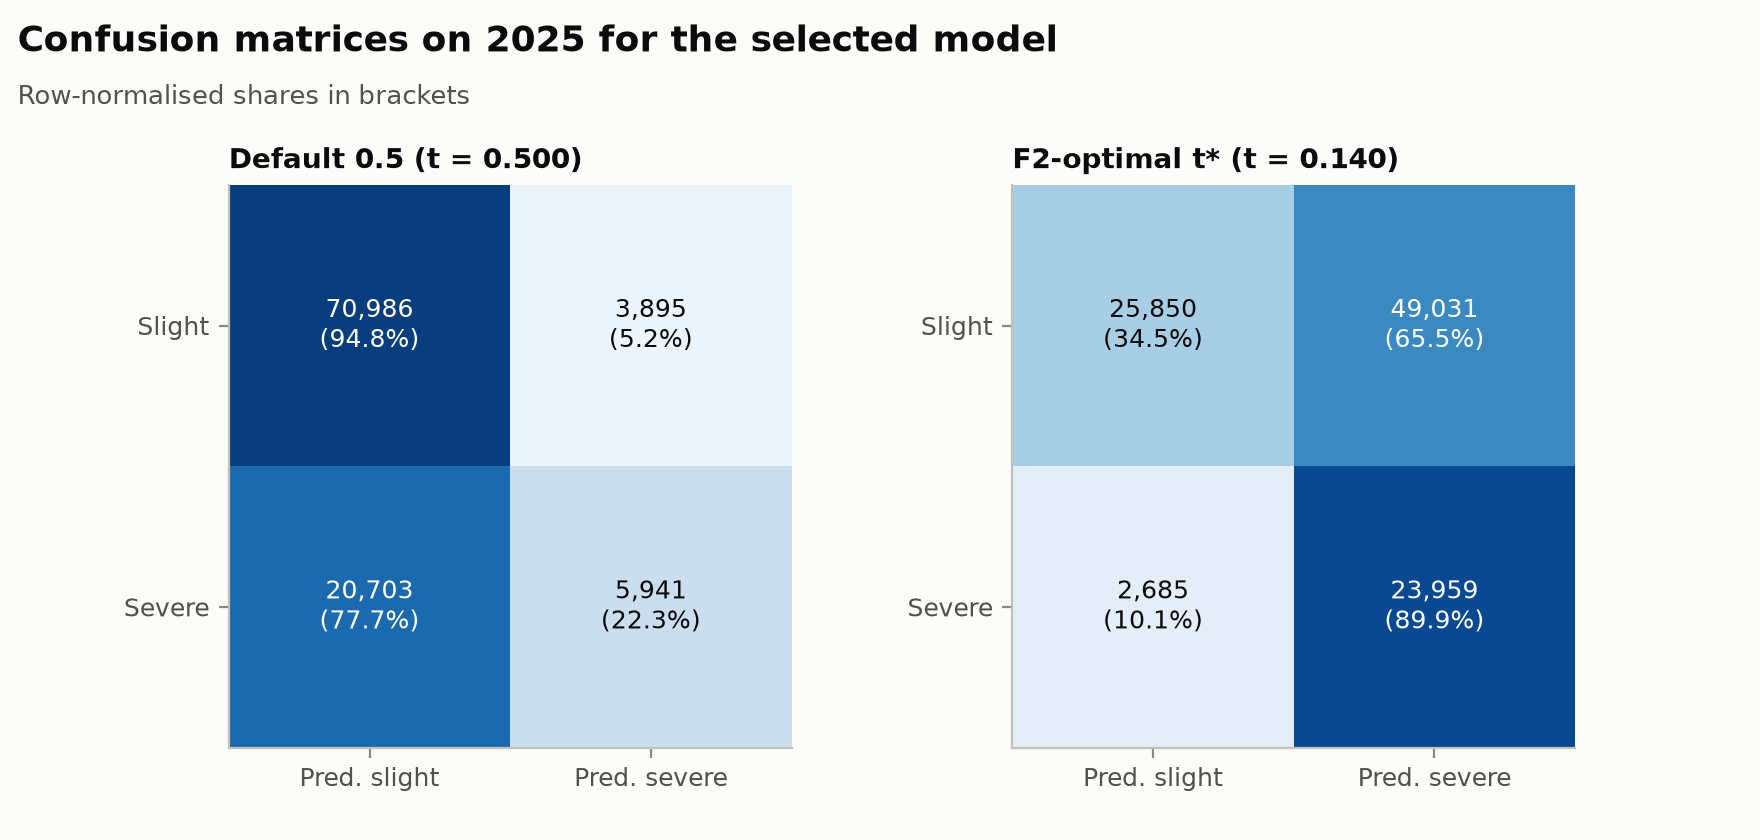 Confusion matrices on 2025 for the selected model
Row-normalised shares in brackets
Default 0.5 (t = 0.500)
Slight
70,986
(94.8%)
3,895
(5.2%)
Severe
20,703
(77.7%)
5,941
(22.3%)
Pred. slight
Pred. severe
F2-optimal t* (t = 0.140)
Slight
25,850
(34.5%)
49,031
(65.5%)
Severe
2,685
(10.1%)
23,959
(89.9%)
Pred. slight
Pred. severe